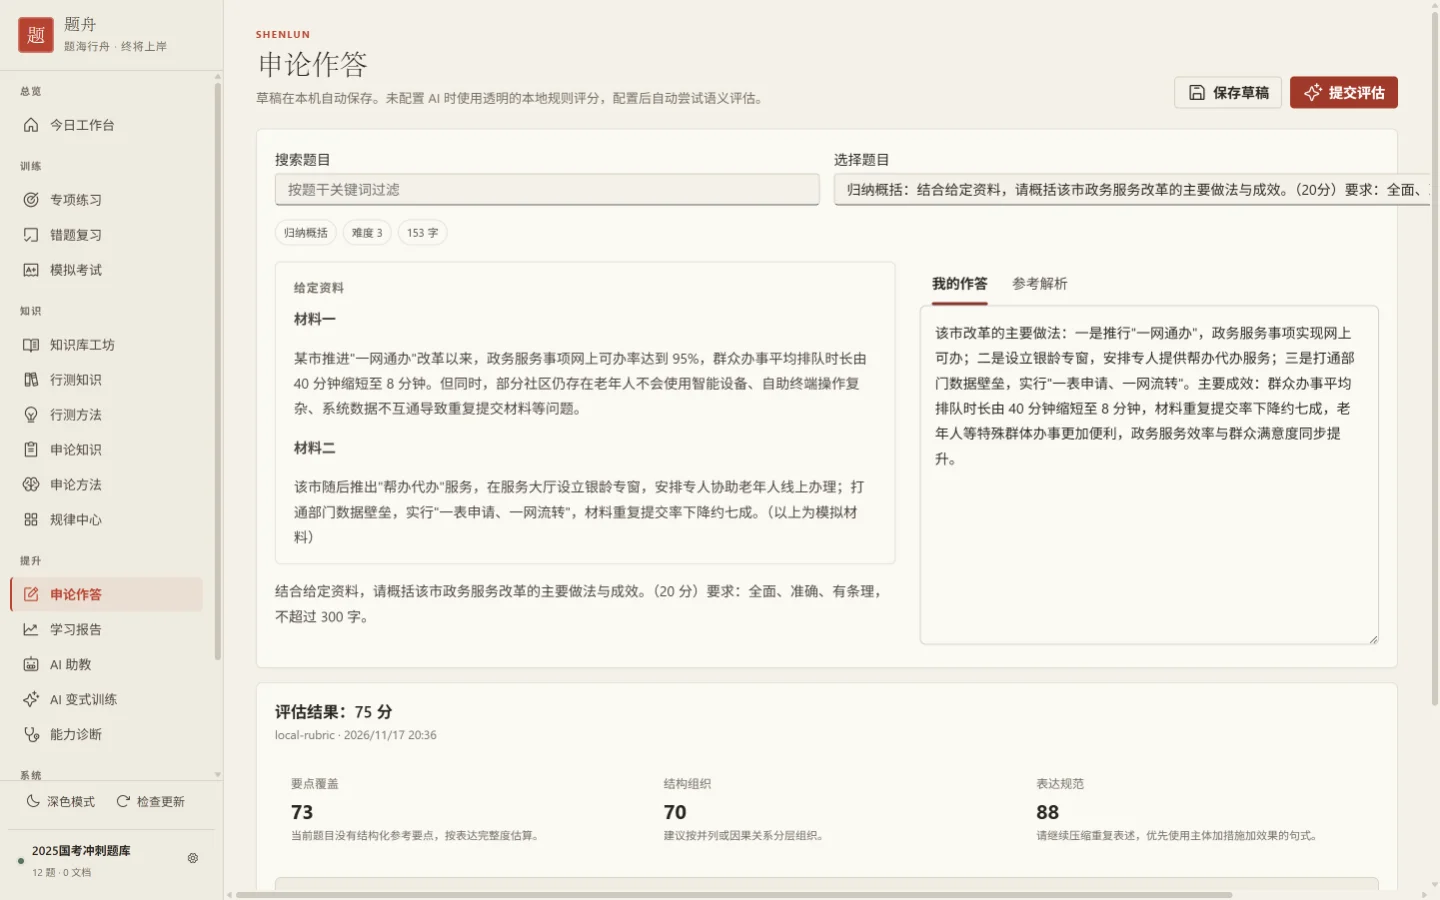 题
题舟
题海行舟 · 终将上岸
总览
今日工作台
训练
专项练习
错题复习
模拟考试
知识
知识库工坊
行测知识
行测方法
申论知识
申论方法
规律中心
提升
申论作答
学习报告
AI 助教
AI 变式训练
能力诊断
系统
深色模式
检查更新
2025国考冲刺题库
12 题 · 0 文档
SHENLUN
申论作答
草稿在本机自动保存。未配置 AI 时使用透明的本地规则评分，配置后自动尝试语义评估。
保存草稿
提交评估
搜索题目
按题干关键词过滤
选择题目
归纳概括：结合给定资料，请概括该市政务服务改革的主要做法与成效。（20分）要求：全面、
归纳概括
难度 3
153 字
给定资料
材料一
某市推进"一网通办"改革以来，政务服务事项网上可办率达到 95%，群众办事平均排队时长由
40 分钟缩短至 8 分钟。但同时，部分社区仍存在老年人不会使用智能设备、自助终端操作复
杂、系统数据不互通导致重复提交材料等问题。
材料二
该市随后推出"帮办代办"服务，在服务大厅设立银龄专窗，安排专人协助老年人线上办理；打
通部门数据壁垒，实行"一表申请、一网流转"，材料重复提交率下降约七成。（以上为模拟材
料）
结合给定资料，请概括该市政务服务改革的主要做法与成效。（20 分）要求：全面、准确、有条理，
不超过 300 字。
我的作答
参考解析
该市改革的主要做法：一是推行"一网通办"，政务服务事项实现网上
可办；二是设立银龄专窗，安排专人提供帮办代办服务；三是打通部
门数据壁垒，实行"一表申请、一网流转"。主要成效：群众办事平均
排队时长由 40 分钟缩短至 8 分钟，材料重复提交率下降约七成，老
年人等特殊群体办事更加便利，政务服务效率与群众满意度同步提
升。
评估结果：75 分
local-rubric · 2026/11/17 20:36
要点覆盖
73
当前题目没有结构化参考要点，按表达完整度估算。
结构组织
70
建议按并列或因果关系分层组织。
表达规范
88
请继续压缩重复表述，优先使用主体加措施加效果的句式。